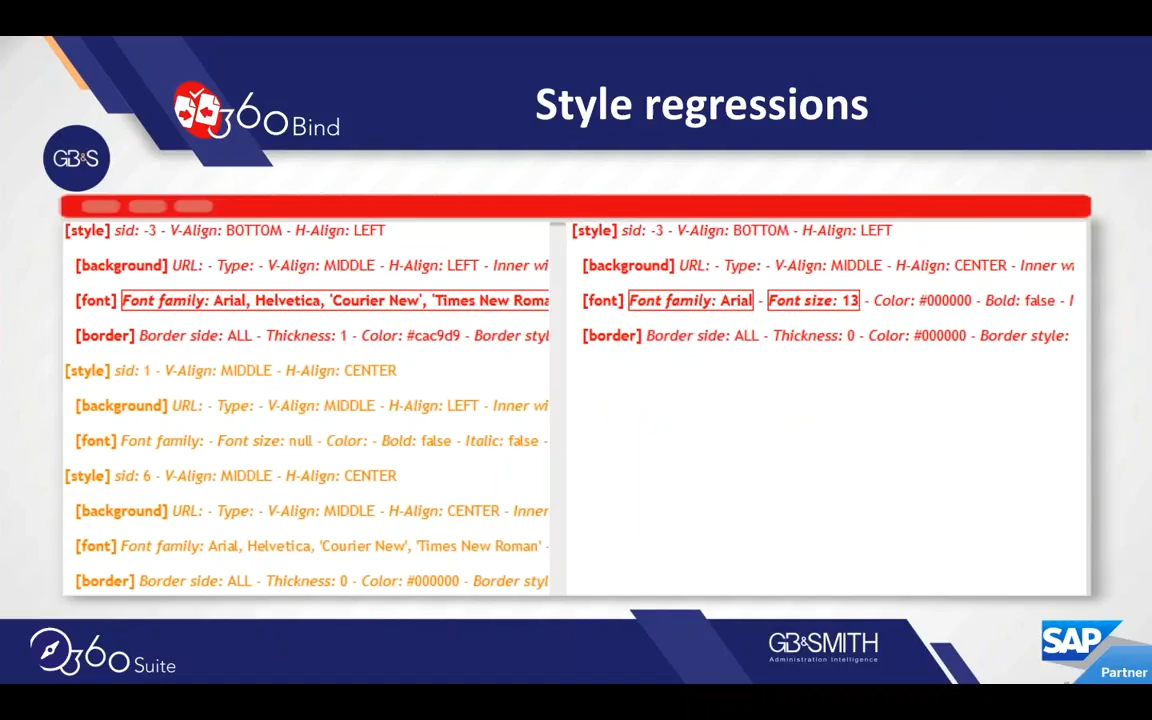 360 Bind
Style regressions
GB&S
[style] sid: -3 - V-Align: BOTTOM - H-Align: LEFT
[background] URL: - Type: - V-Align: MIDDLE - H-Align: LEFT - Inner wi
[font] Font family: Arial, Helvetica, 'Courier New', 'Times New Roma
[border] Border side: ALL - Thickness: 1 - Color: #cac9d9 - Border styl
[style] sid: 1 - V-Align: MIDDLE - H-Align: CENTER
[background] URL: - Type: - V-Align: MIDDLE - H-Align: LEFT - Inner wi
[font] Font family: - Font size: null - Color: - Bold: false - Italic: false -
[style] sid: 6 - V-Align: MIDDLE - H-Align: CENTER
[background] URL: - Type: - V-Align: MIDDLE - H-Align: CENTER - Inner
[font] Font family: Arial, Helvetica, 'Courier New', 'Times New Roman' -
[border] Border side: ALL - Thickness: 0 - Color: #000000 - Border styl
[style] sid: -3 - V-Align: BOTTOM - H-Align: LEFT
[background] URL: - Type: - V-Align: MIDDLE - H-Align: CENTER - Inner w
[font] Font family: Arial - Font size: 13 - Color: #000000 - Bold: false - I
[border] Border side: ALL - Thickness: 0 - Color: #000000 - Border style:
360 Suite
GB&SMITH
Administration Intelligence
SAP
Partner